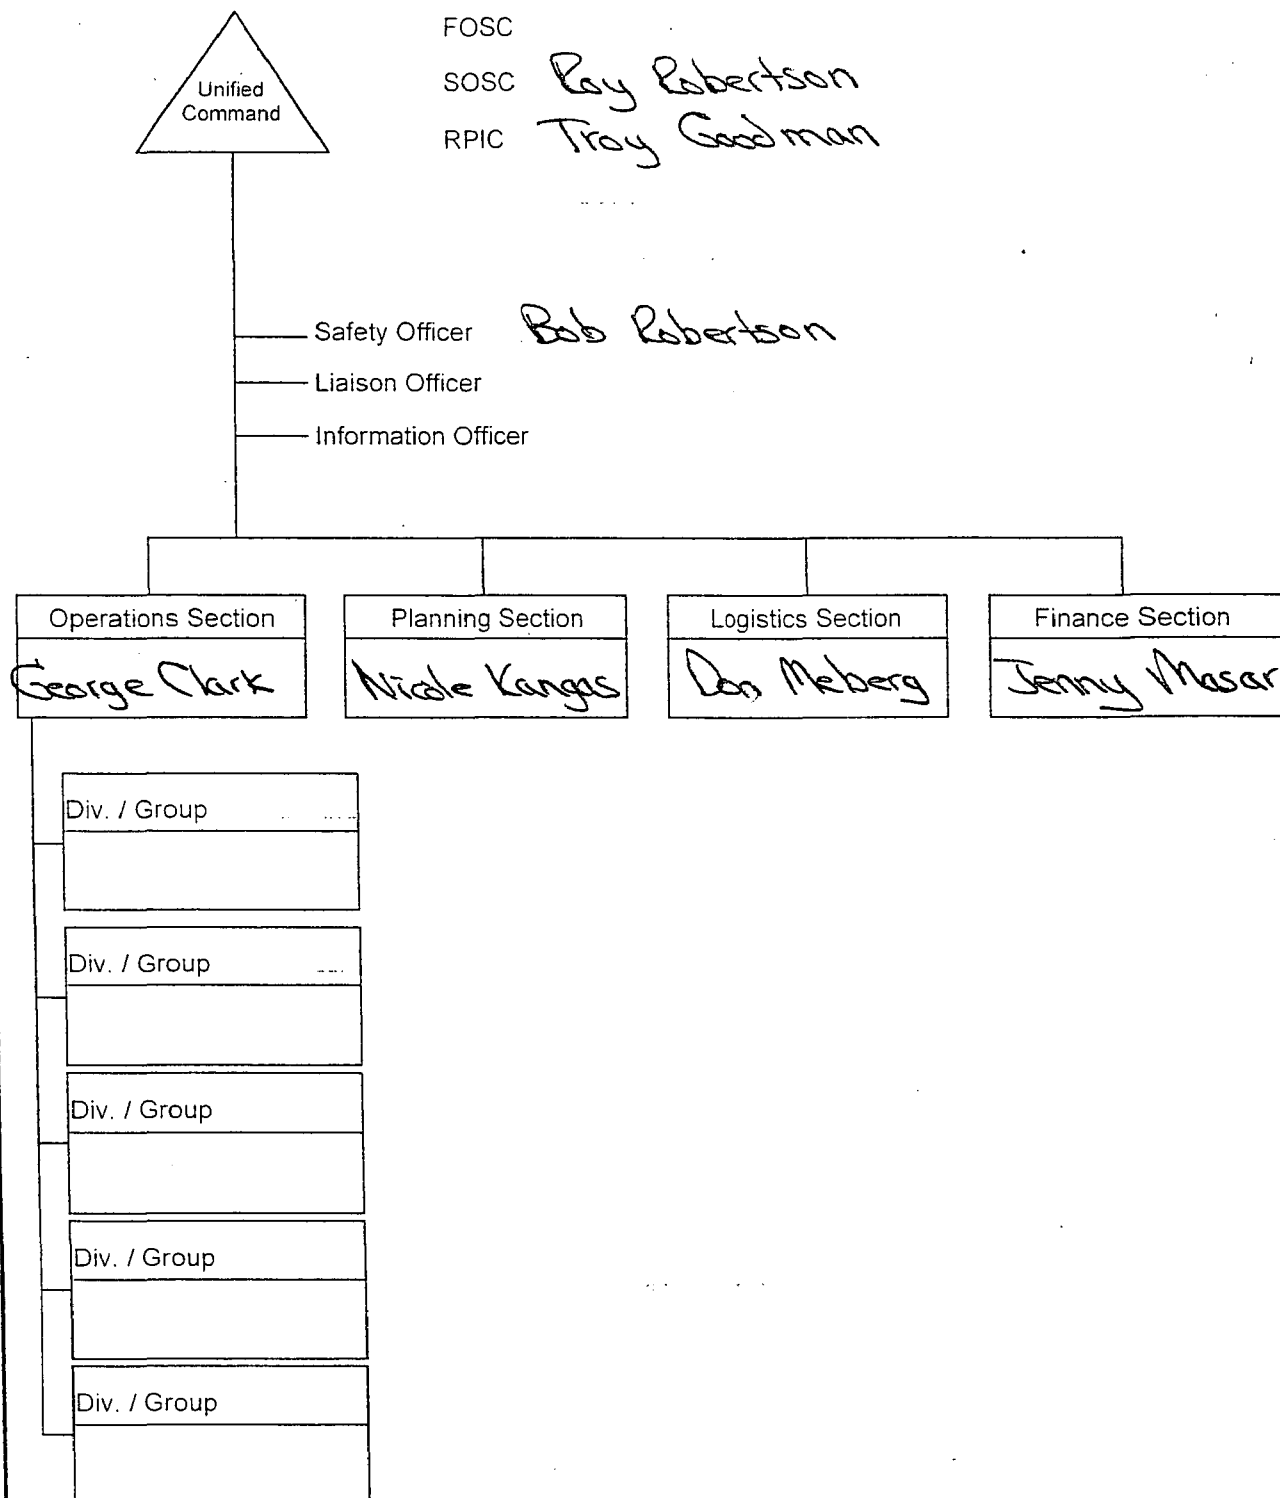 FOSC
Unified
Command
SOSC Roy Robertson
RPIC Troy Goodman
Safety Officer Bob Robertson
Liaison Officer
Information Officer
Operations Section Planning Section Logistics Section Finance Section
George Clark Nicole Kangas Don Meberg Jenny Masar
Div. / Group
Div. / Group
Div. / Group
Div. / Group
Div. / Group